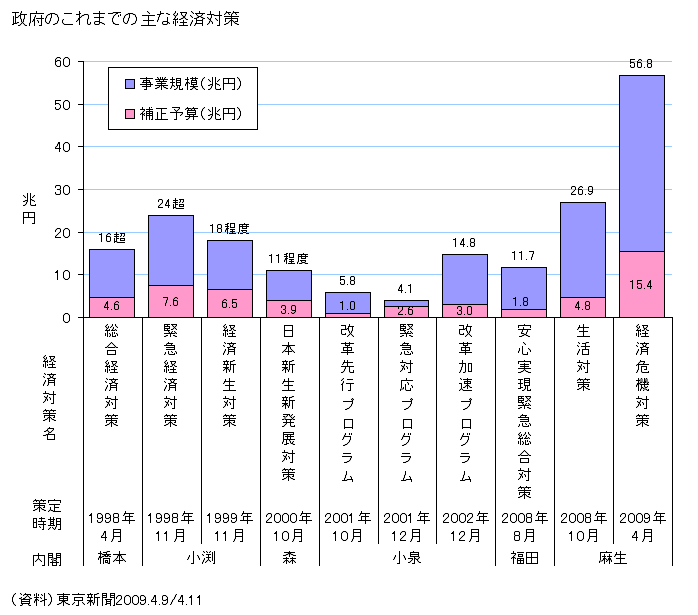 政府のこれまでの主な経済対策
兆円
60
50
40
30
20
10
0
事業規模(兆円)
補正予算(兆円)
16超
24超
18程度
11程度
5.8
4.1
14.8
11.7
26.9
56.8
4.6
7.6
6.5
3.9
1.0
2.6
3.0
1.8
4.8
15.4
経済対策名
総合経済対策
緊急経済対策
経済新生対策
日本新生新発展対策
改革先行プログラム
緊急対応プログラム
改革加速プログラム
安心実現緊急総合対策
生活対策
経済危機対策
策定時期
1998年4月
1998年11月
1999年11月
2000年10月
2001年10月
2001年12月
2002年12月
2008年8月
2008年10月
2009年4月
内閣
橋本
小渕
森
小泉
福田
麻生
(資料)東京新聞2009.4.9/4.11